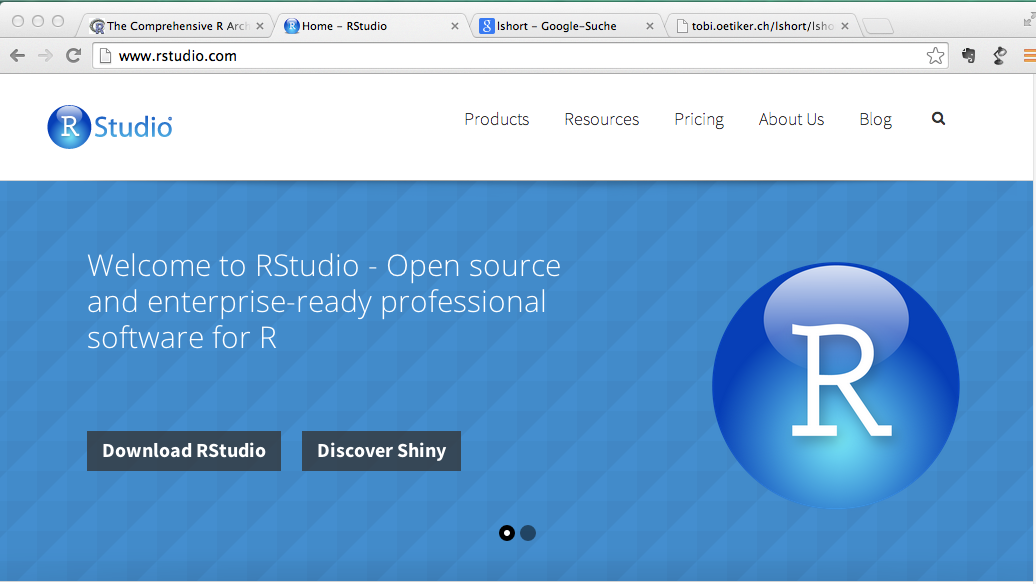 The Comprehensive R Arch
Home – RStudio
lshort – Google-Suche
tobi.oetiker.ch/lshort/lsho
www.rstudio.com
R Studio
Products Resources Pricing About Us Blog
Welcome to RStudio - Open source
and enterprise-ready professional
software for R
R
Download RStudio Discover Shiny